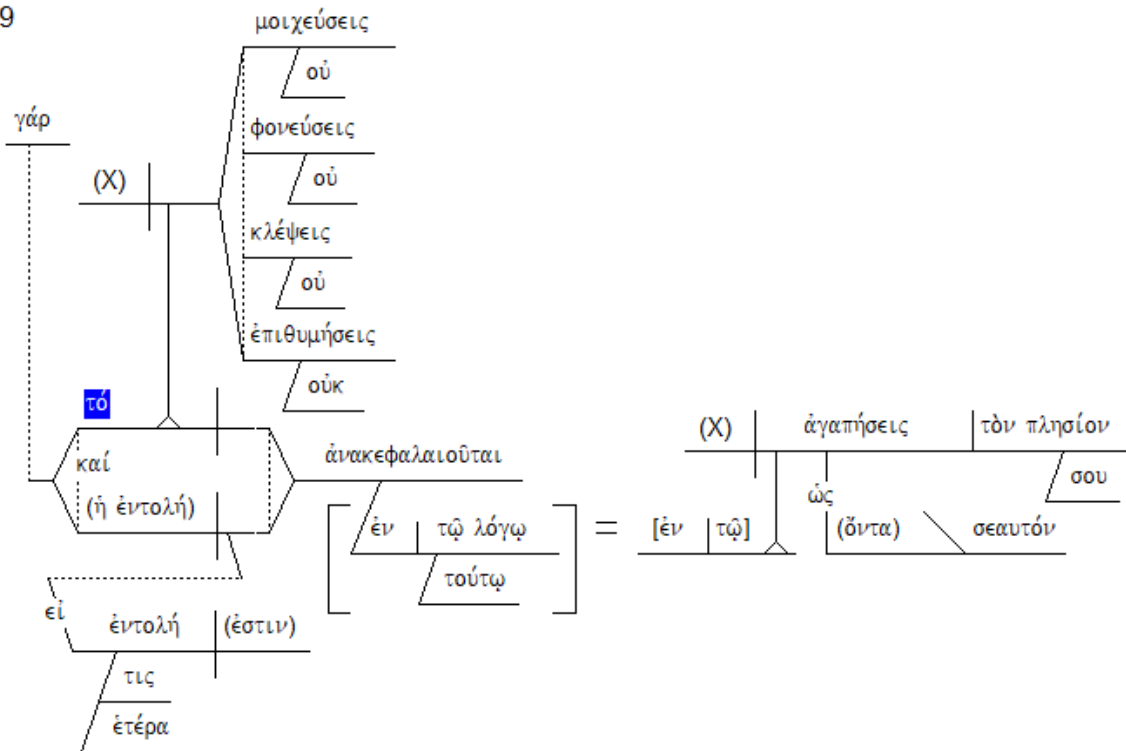 9
μοιχεύσεις
οὐ
γάρ
φονεύσεις
(X)
οὐ
κλέψεις
οὐ
ἐπιθυμήσεις
οὐκ
τό
(X) ἀγαπήσεις τὸν πλησίον
καί
ἀνακεφαλαιοῦται
σου
ὡς
(ἡ ἐντολή)
[ἐν τῷ λόγῳ] = [ἐν τῷ] (ὄντα) σεαυτόν
τούτῳ
εἰ
ἐντολή (ἐστιν)
τις
ἑτέρα